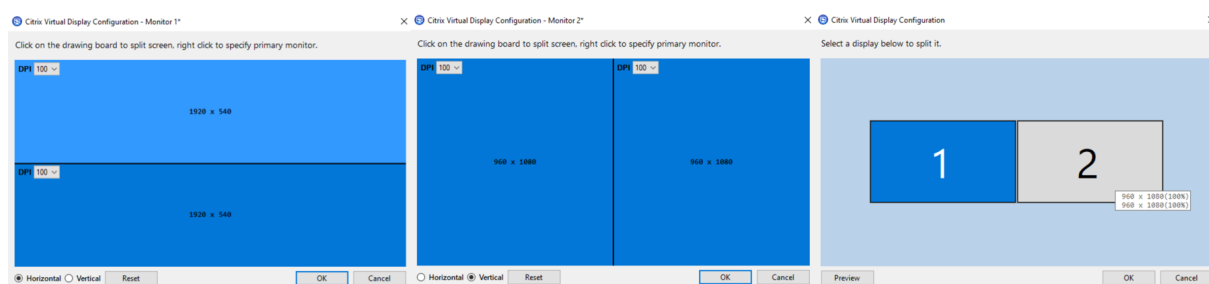 Citrix Virtual Display Configuration - Monitor 1*
Click on the drawing board to split screen, right click to specify primary monitor.
DPI 100
1920 x 540
DPI 100
1920 x 540
Horizontal Vertical Reset OK Cancel
Citrix Virtual Display Configuration - Monitor 2*
Click on the drawing board to split screen, right click to specify primary monitor.
DPI 100 DPI 100
960 x 1080 960 x 1080
Horizontal Vertical Reset OK Cancel
Citrix Virtual Display Configuration
Select a display below to split it.
1 2
960 x 1080(100%)
960 x 1080(100%)
Preview OK Cancel